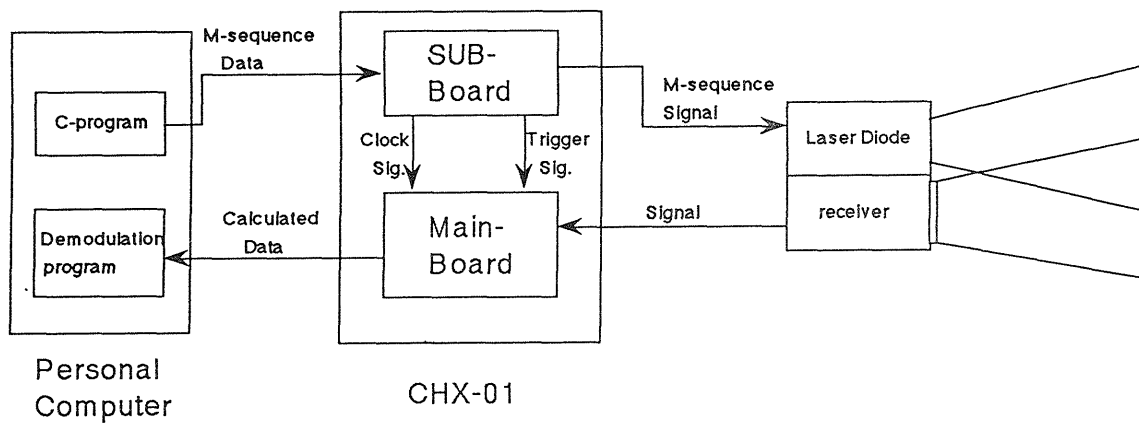 M-sequence
Data
C-program
SUB-
Board
M-sequence
Signal
Clock
Sig.
Trigger
Sig.
Laser Diode
receiver
Signal
Calculated
Data
Demodulation
program
Main-
Board
Personal
Computer
CHX-01